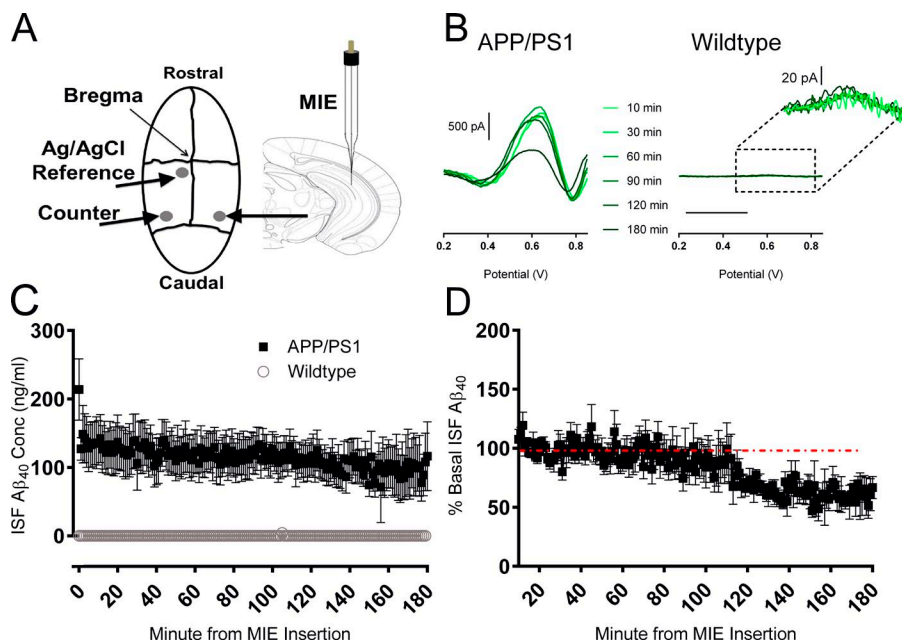 A
Rostral
Bregma
Ag/AgCl
Reference
Counter
Caudal
MIE
B
APP/PS1
Wildtype
500 pA
20 pA
10 min
30 min
60 min
90 min
120 min
180 min
0.2 0.4 0.6 0.8
Potential (V)
0.2 0.4 0.6 0.8
Potential (V)
C
300
200
100
0
ISF Aβ40 Conc (ng/ml)
APP/PS1
Wildtype
0 20 40 60 80 100 120 140 160 180
Minute from MIE Insertion
D
200
150
100
50
0
% Basal ISF Aβ40
20 40 60 80 100 120 140 160 180
Minute from MIE Insertion